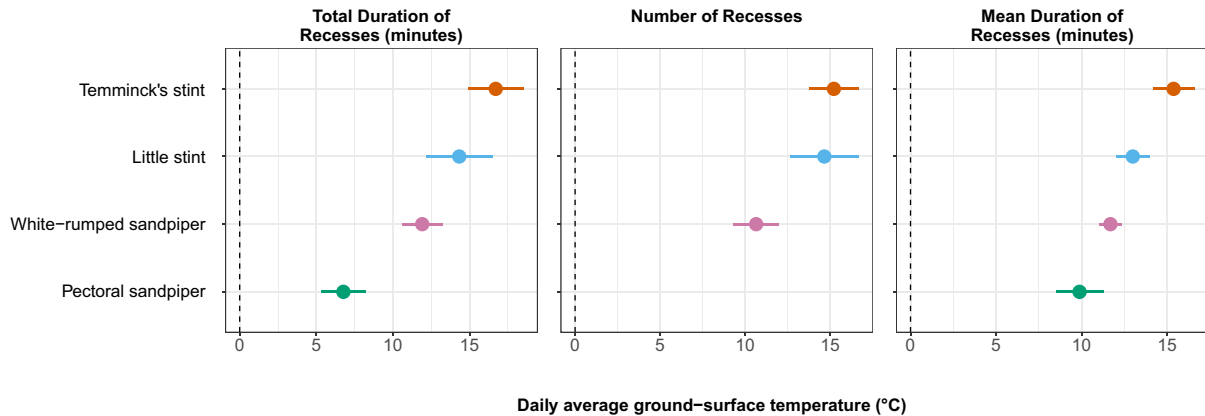 Total Duration of
Recesses (minutes)
Number of Recesses
Mean Duration of
Recesses (minutes)
Temminck's stint
Little stint
White−rumped sandpiper
Pectoral sandpiper
0 5 10 15
0 5 10 15
0 5 10 15
Daily average ground−surface temperature (°C)